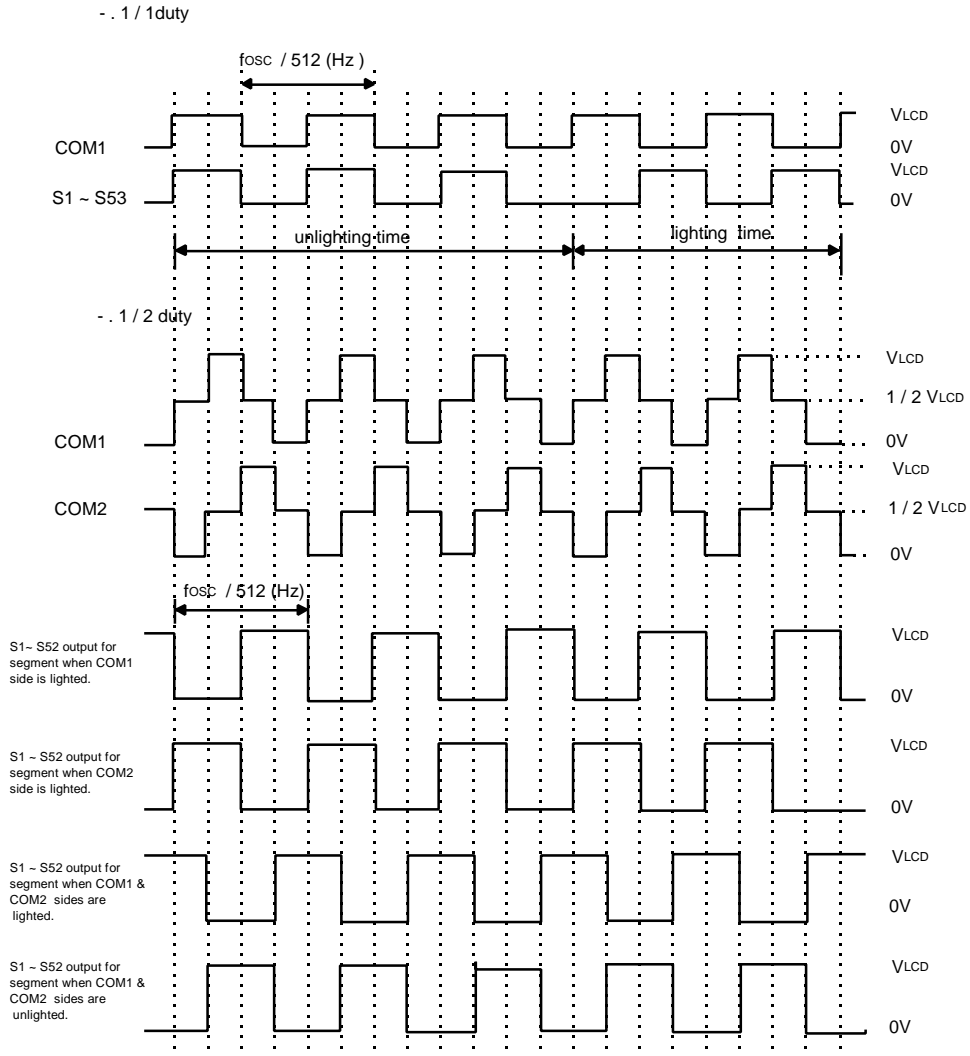 - . 1 / 1duty
fosc / 512 (Hz )
VLCD
COM1
0V
VLCD
S1 ~ S53
0V
unlighting time
lighting time
- . 1 / 2 duty
VLCD
1 / 2 VLCD
COM1
0V
VLCD
COM2
1 / 2 VLCD
0V
fosc / 512 (Hz)
S1~ S52 output for
segment when COM1
side is lighted.
VLCD
0V
S1 ~ S52 output for
segment when COM2
side is lighted.
VLCD
0V
S1 ~ S52 output for
segment when COM1 &
COM2 sides are
lighted.
VLCD
0V
S1 ~ S52 output for
segment when COM1 &
COM2 sides are
unlighted.
VLCD
0V